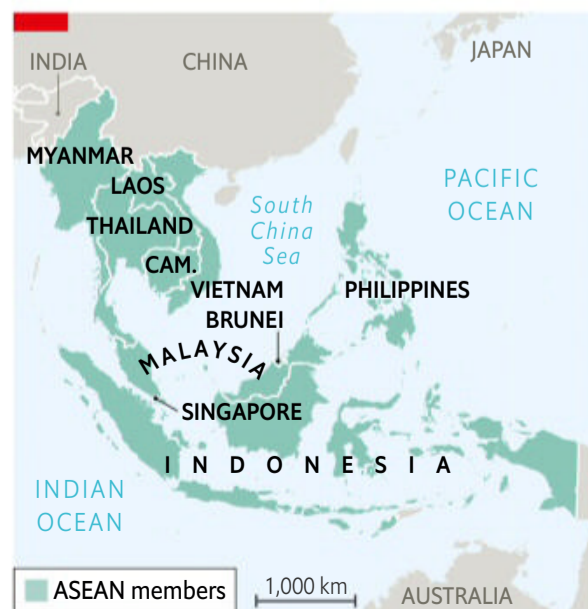 INDIA
CHINA
JAPAN
MYANMAR
LAOS
THAILAND
CAM.
VIETNAM
BRUNEI
South
China
Sea
PACIFIC
OCEAN
PHILIPPINES
MALAYSIA
SINGAPORE
INDONESIA
INDIAN
OCEAN
ASEAN members
1,000 km
AUSTRALIA